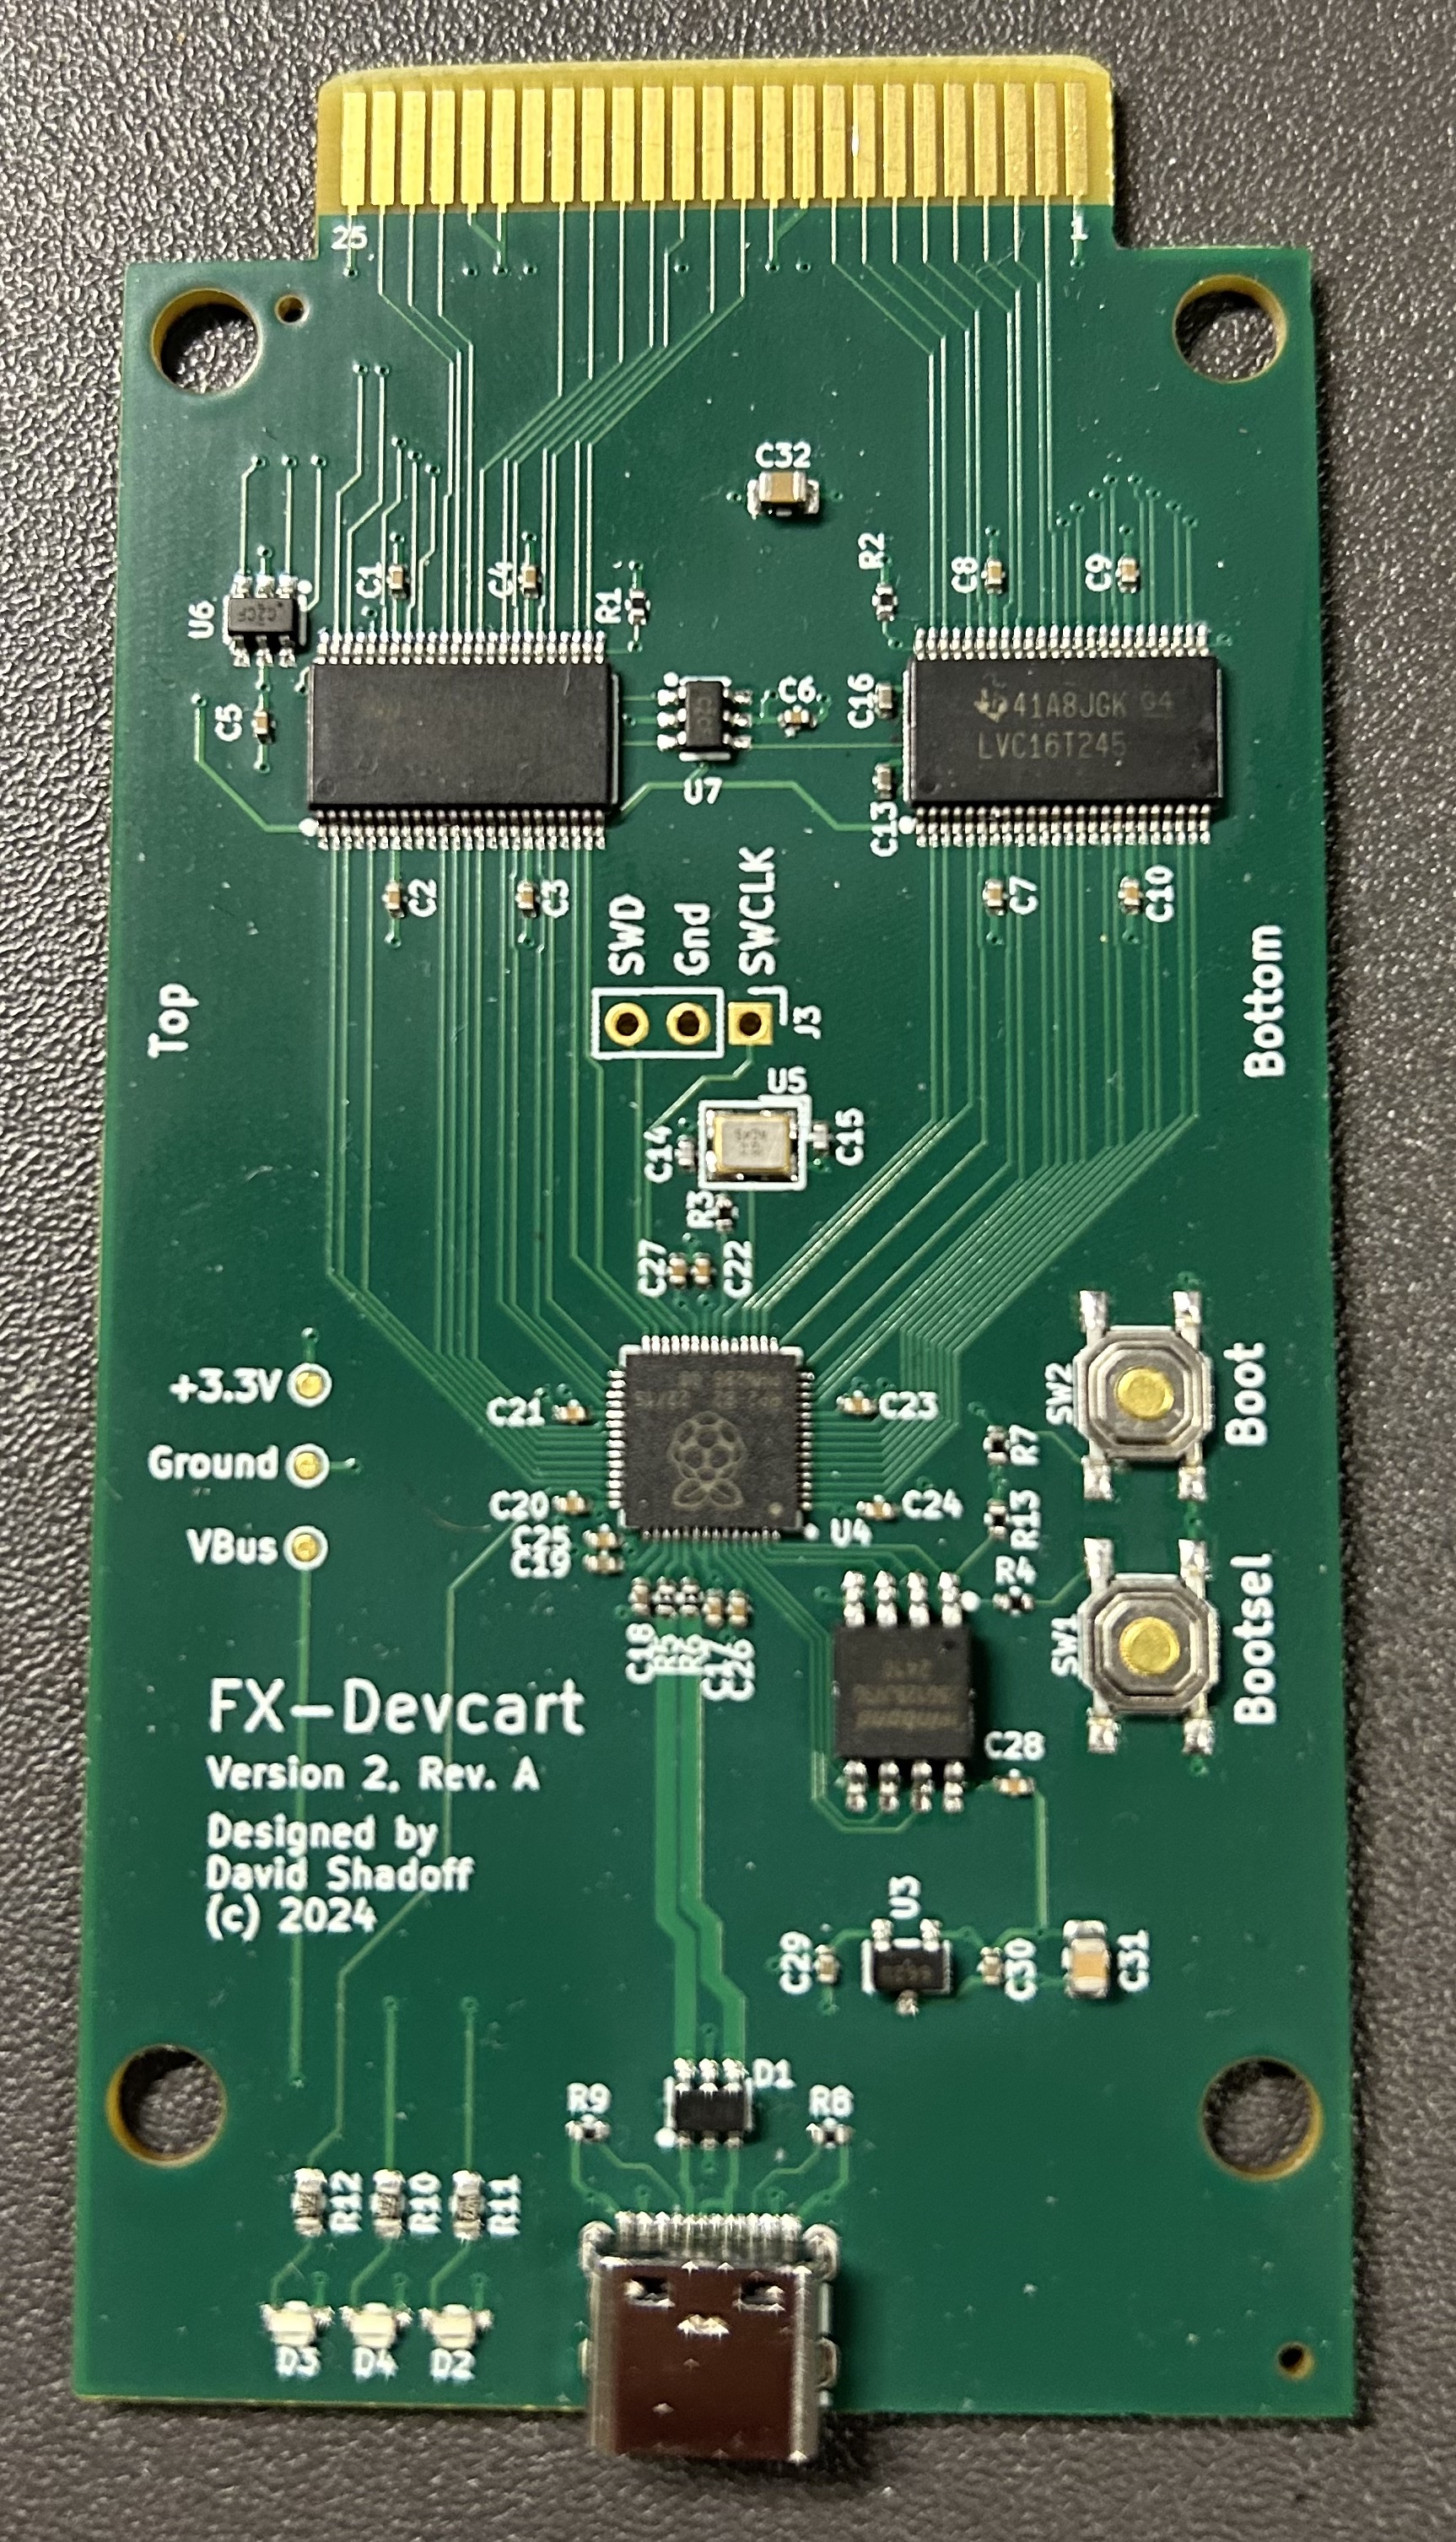 25
1
C32
R2
C8
C9
C1
C4
R1
U6
C5
C6
C16
41A8JGK G4
LVC16T245
U7
C13
C2
C3
C7
C10
SWD
Gnd
SWCLK
J3
Top
Bottom
U5
C14
C15
R3
C27
C22
+3.3V
Ground
VBus
C21
C23
C20
C24
C25
C19
U4
R7
R13
R4
SW2
Boot
SW1
Bootsel
C18
R5
R6
C17
C26
winbond
C28
FX-Devcart
Version 2, Rev. A
Designed by
David Shadoff
(c) 2024
U3
C29
C30
C31
D1
R9
R8
R12
R10
R11
D3
D4
D2